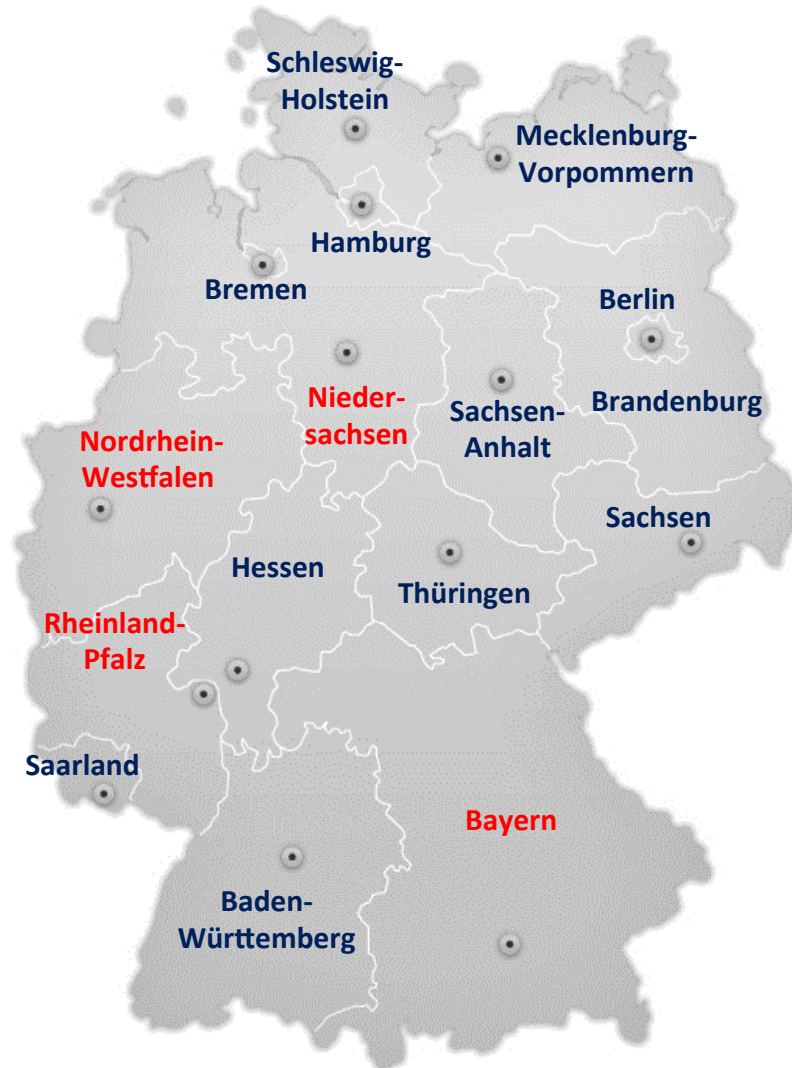 Schleswig-
Holstein
Mecklenburg-
Vorpommern
Hamburg
Bremen
Berlin
Nieder-
sachsen
Sachsen-
Anhalt
Brandenburg
Nordrhein-
Westfalen
Sachsen
Hessen
Thüringen
Rheinland-
Pfalz
Saarland
Bayern
Baden-
Württemberg